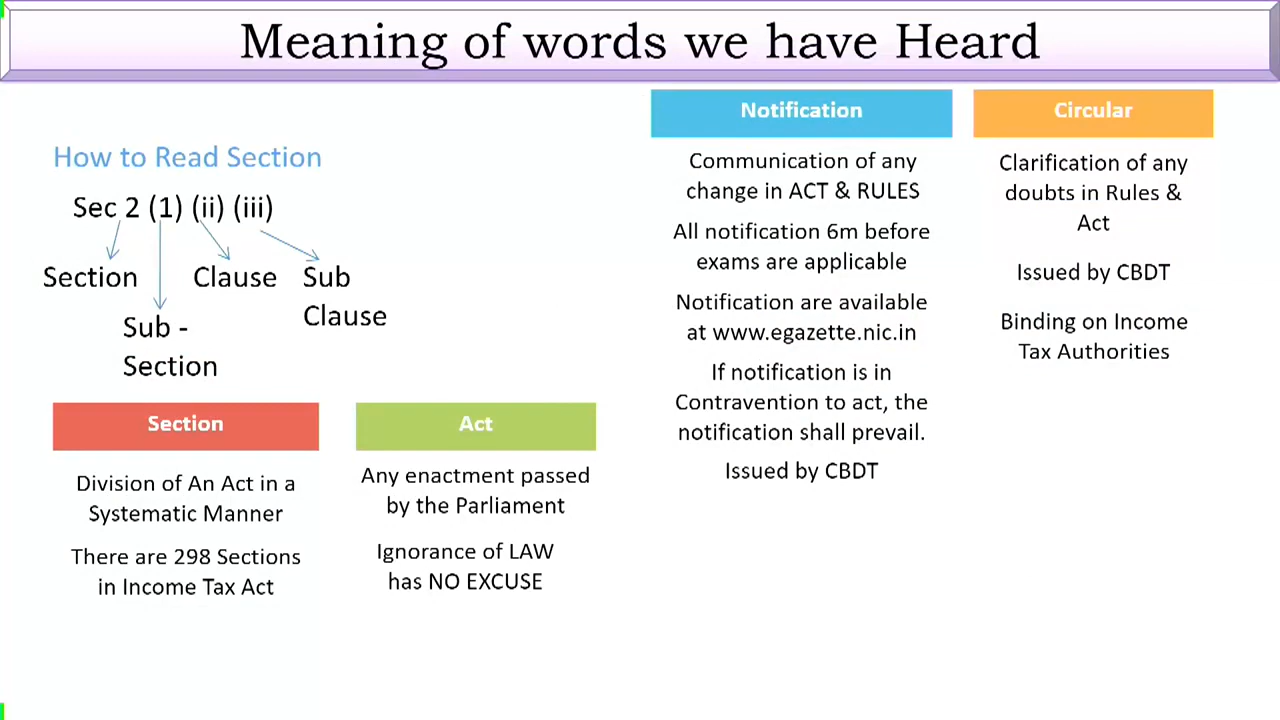 Meaning of words we have Heard
How to Read Section
Sec 2 (1) (ii) (iii)
Section
Clause
Sub
Clause
Sub -
Section
Section
Division of An Act in a
Systematic Manner
There are 298 Sections
in Income Tax Act
Act
Any enactment passed
by the Parliament
Ignorance of LAW
has NO EXCUSE
Notification
Communication of any
change in ACT & RULES
All notification 6m before
exams are applicable
Notification are available
at www.egazette.nic.in
If notification is in
Contravention to act, the
notification shall prevail.
Issued by CBDT
Circular
Clarification of any
doubts in Rules &
Act
Issued by CBDT
Binding on Income
Tax Authorities